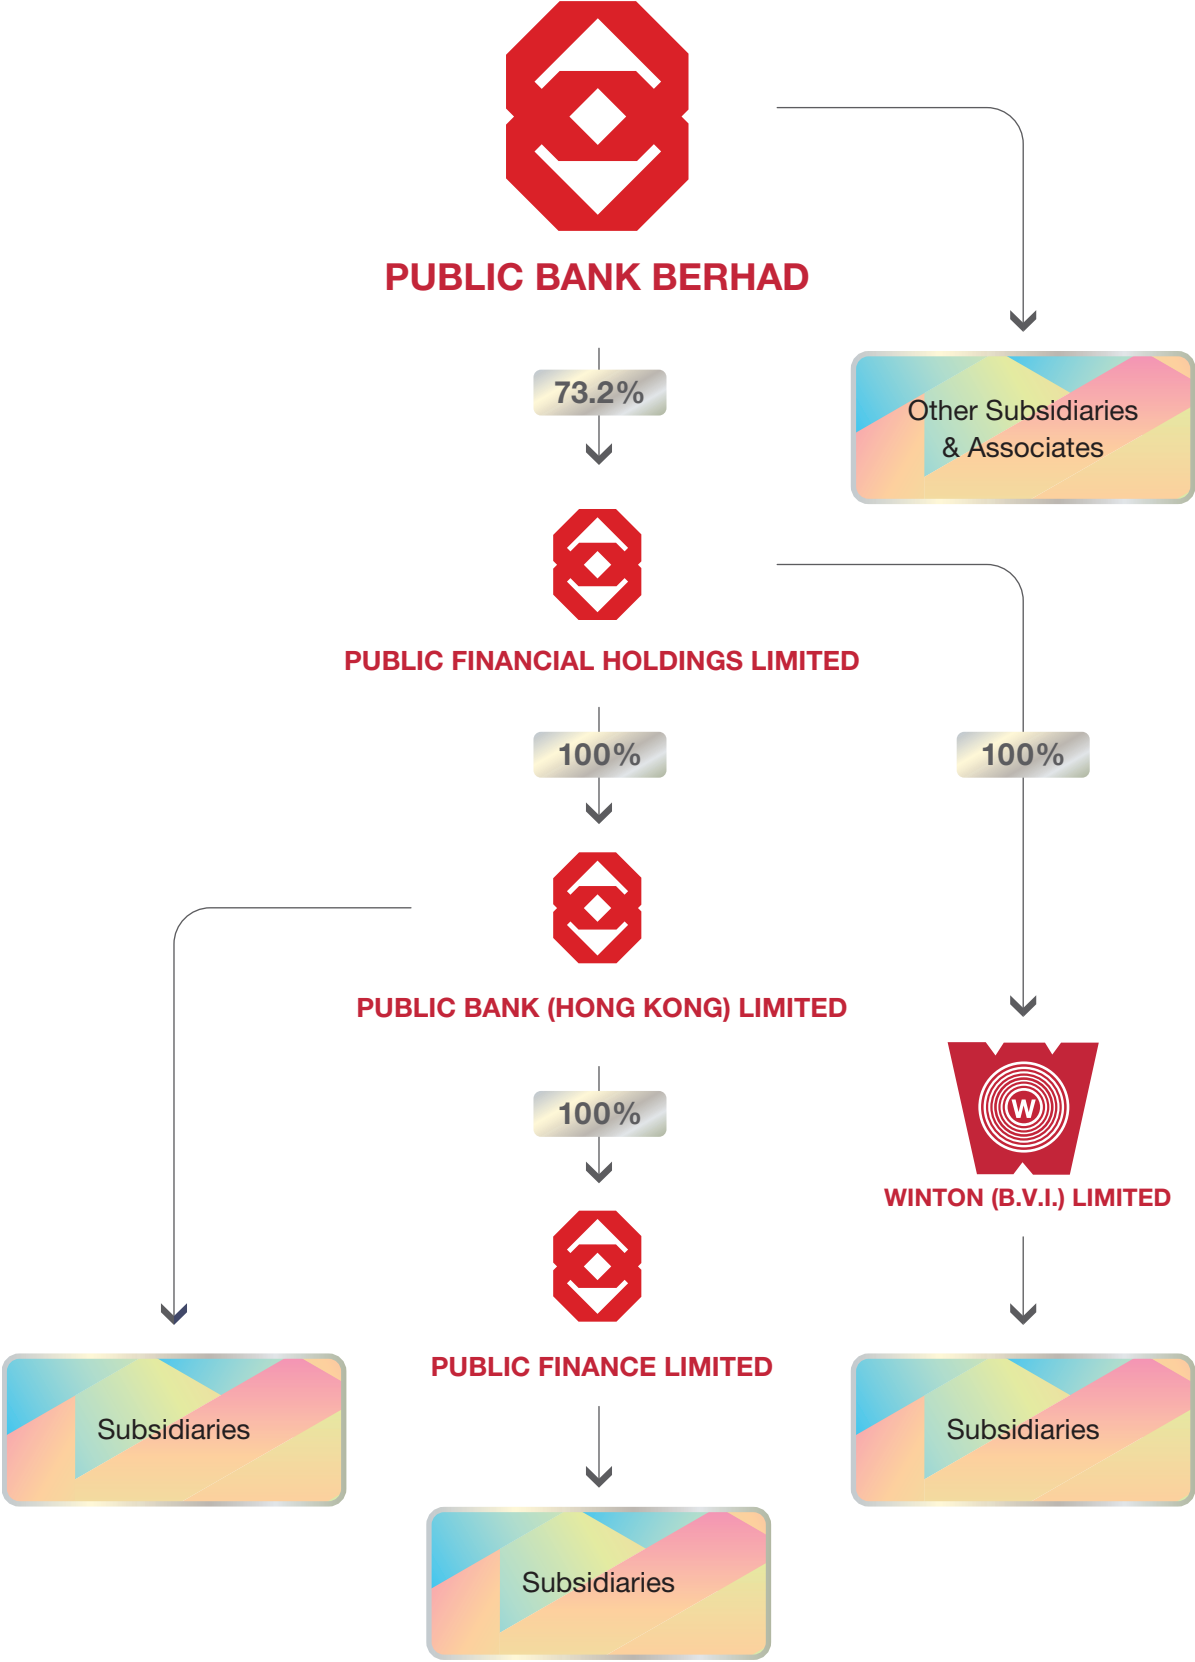 PUBLIC BANK BERHAD
73.2%
Other Subsidiaries
& Associates
PUBLIC FINANCIAL HOLDINGS LIMITED
100%
100%
PUBLIC BANK (HONG KONG) LIMITED
100%
W
WINTON (B.V.I.) LIMITED
PUBLIC FINANCE LIMITED
Subsidiaries
Subsidiaries
Subsidiaries